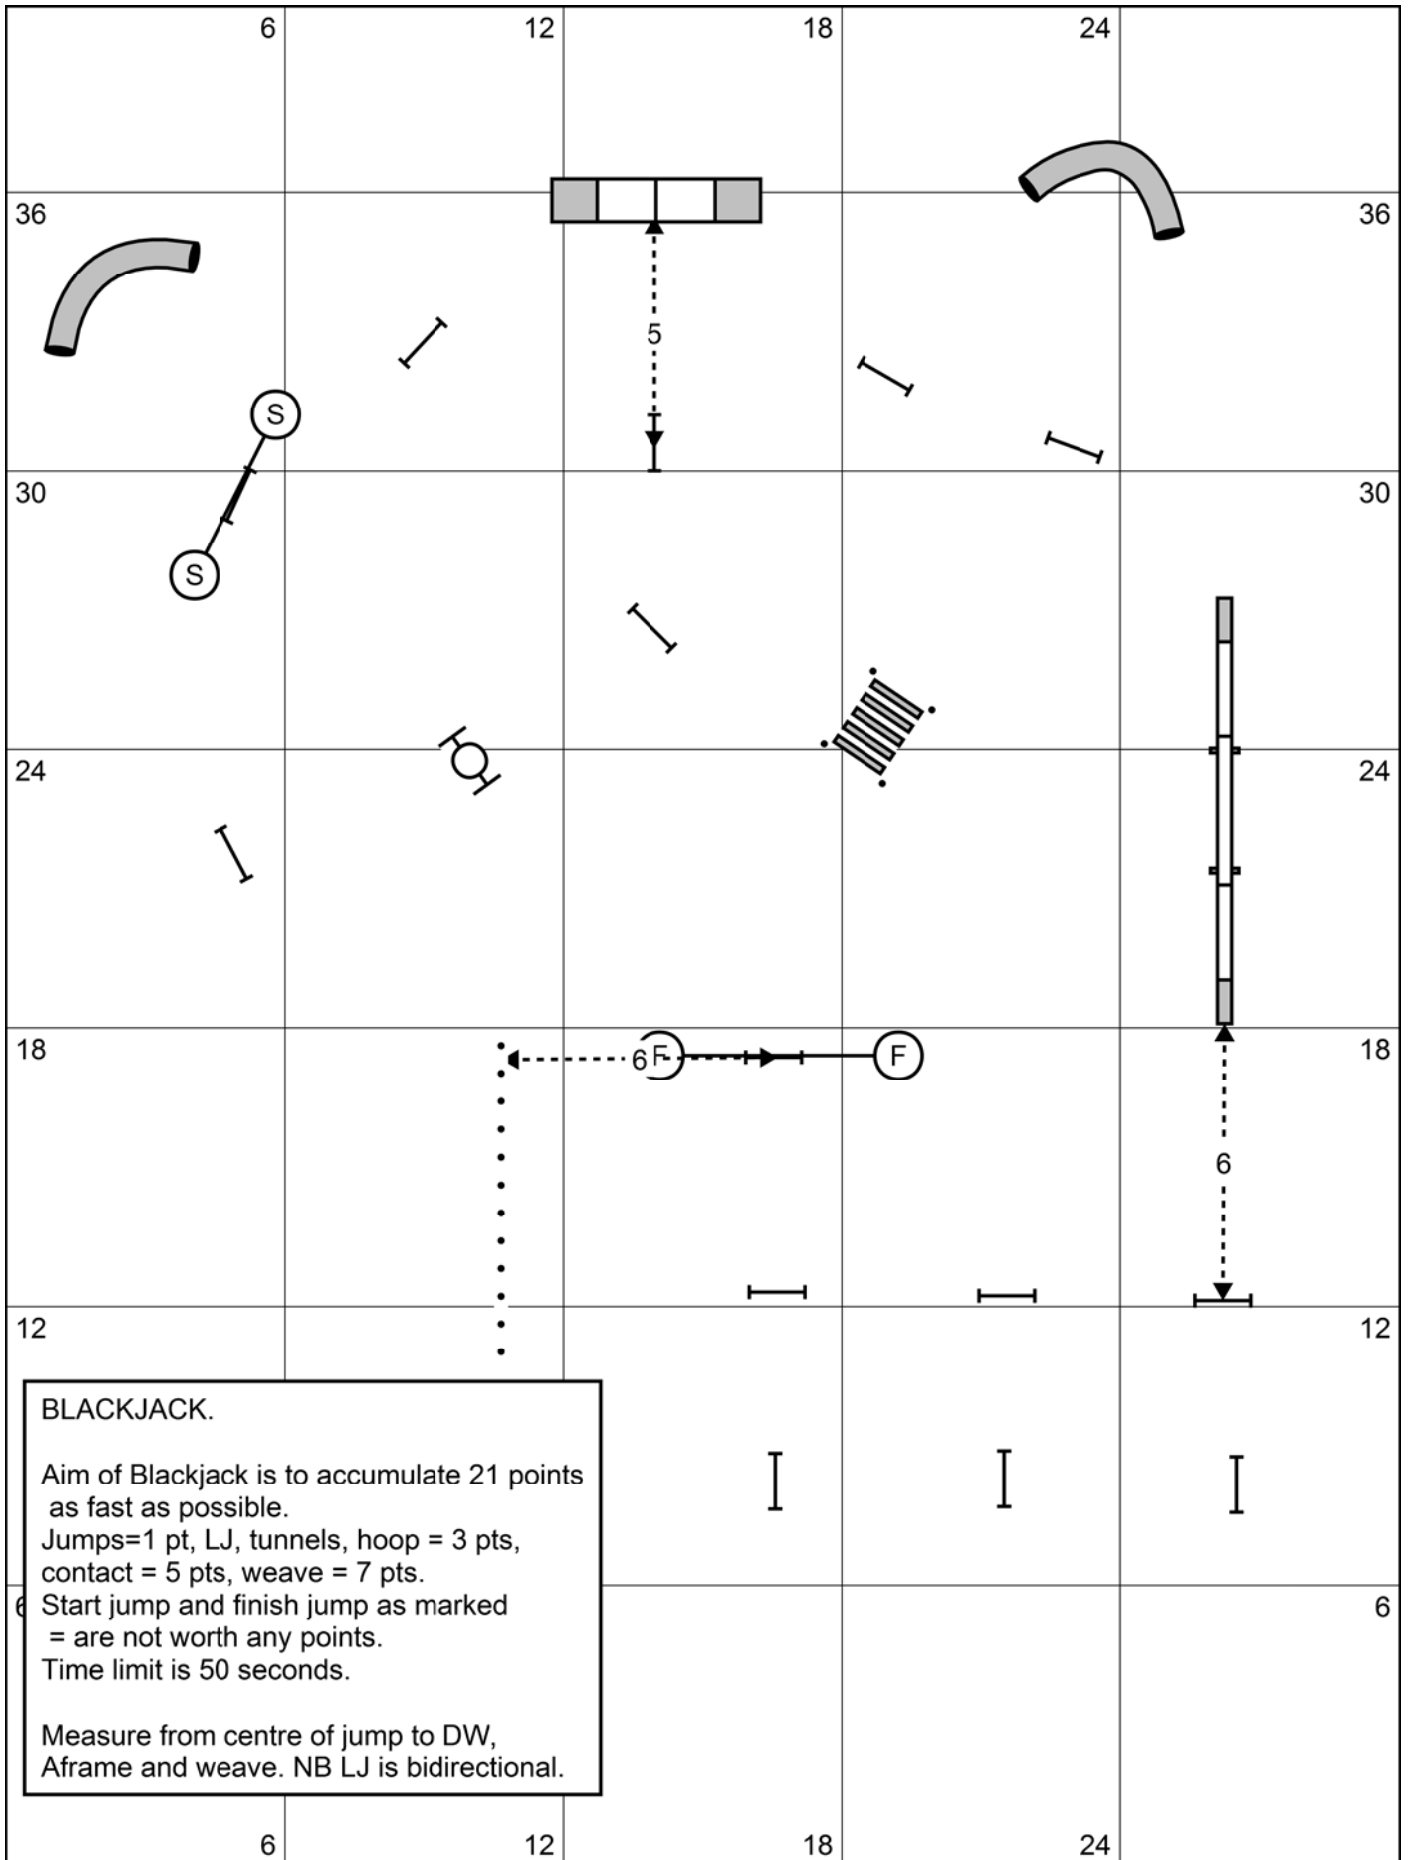 6 12 18 24
36 36
5
S
30 30
S
24 24
18 6 F F 18
6
12 12
BLACKJACK.
Aim of Blackjack is to accumulate 21 points
as fast as possible.
Jumps=1 pt, LJ, tunnels, hoop = 3 pts,
contact = 5 pts, weave = 7 pts.
Start jump and finish jump as marked
= are not worth any points.
Time limit is 50 seconds.
Measure from centre of jump to DW,
Aframe and weave. NB LJ is bidirectional.
6 6
6 12 18 24